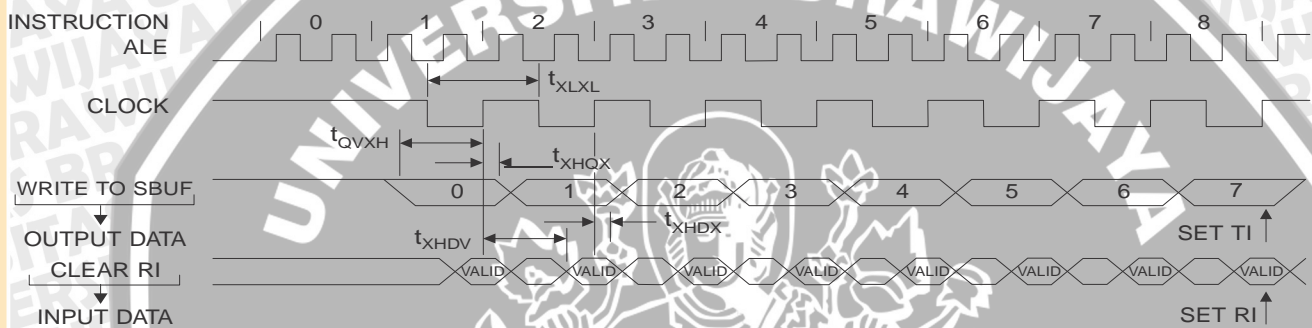 INSTRUCTION 0 1 2 3 4 5 6 7 8
ALE
tXLXL
CLOCK
tQVXH
tXHQX
WRITE TO SBUF 0 1 2 3 4 5 6 7
OUTPUT DATA
tXHDV
tXHDX
SET TI
CLEAR RI VALID VALID VALID VALID VALID VALID VALID VALID
INPUT DATA
SET RI
UNIVERSITAS BRAWIJAYA